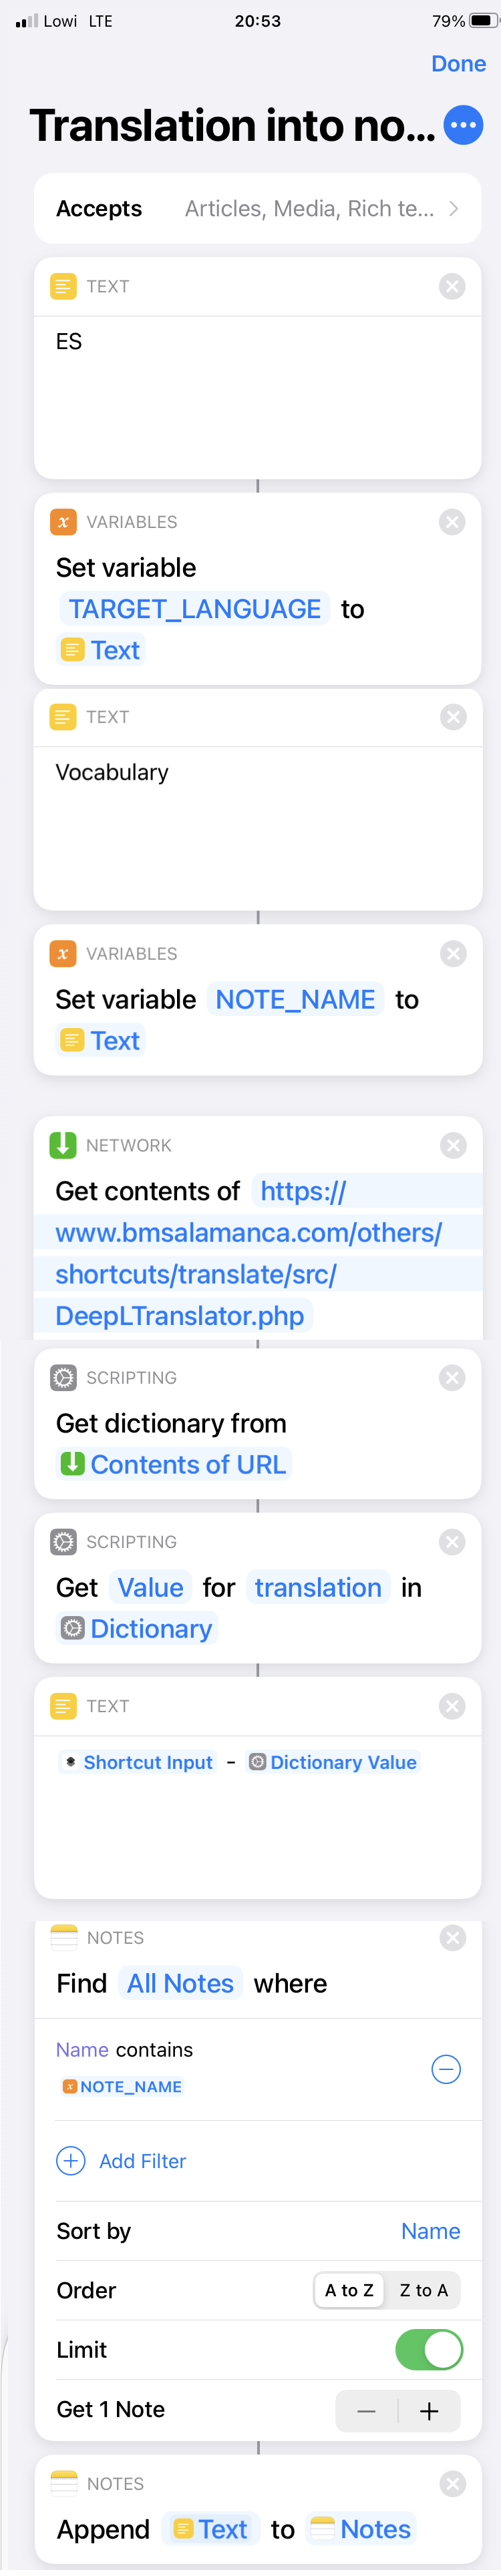 Lowi LTE 20:53 79%
Done
Translation into no...
Accepts Articles, Media, Rich te...
TEXT
ES
VARIABLES
Set variable
TARGET_LANGUAGE to
Text
TEXT
Vocabulary
VARIABLES
Set variable NOTE_NAME to
Text
NETWORK
Get contents of https://
www.bmsalamanca.com/others/
shortcuts/translate/src/
DeepLTranslator.php
SCRIPTING
Get dictionary from
Contents of URL
SCRIPTING
Get Value for translation in
Dictionary
TEXT
Shortcut Input - Dictionary Value
NOTES
Find All Notes where
Name contains
x NOTE_NAME
Add Filter
Sort by Name
Order A to Z Z to A
Limit
Get 1 Note − +
NOTES
Append Text to Notes